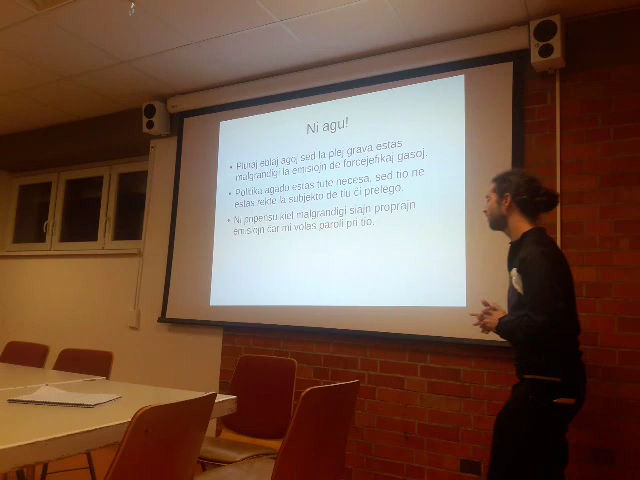 Ni agu!
• Pluraj eblaj agoj sed la plej grava estas
malgrandigi la emisiojn de forcejefikaj gasoj.
• Politika agado estas tute necesa, sed tio ne
estas rekte la subjekto de tiu ĉi prelego.
• Ni pripensu kiel malgrandigi siajn proprajn
emisiojn ĉar mi volas paroli pri tio.